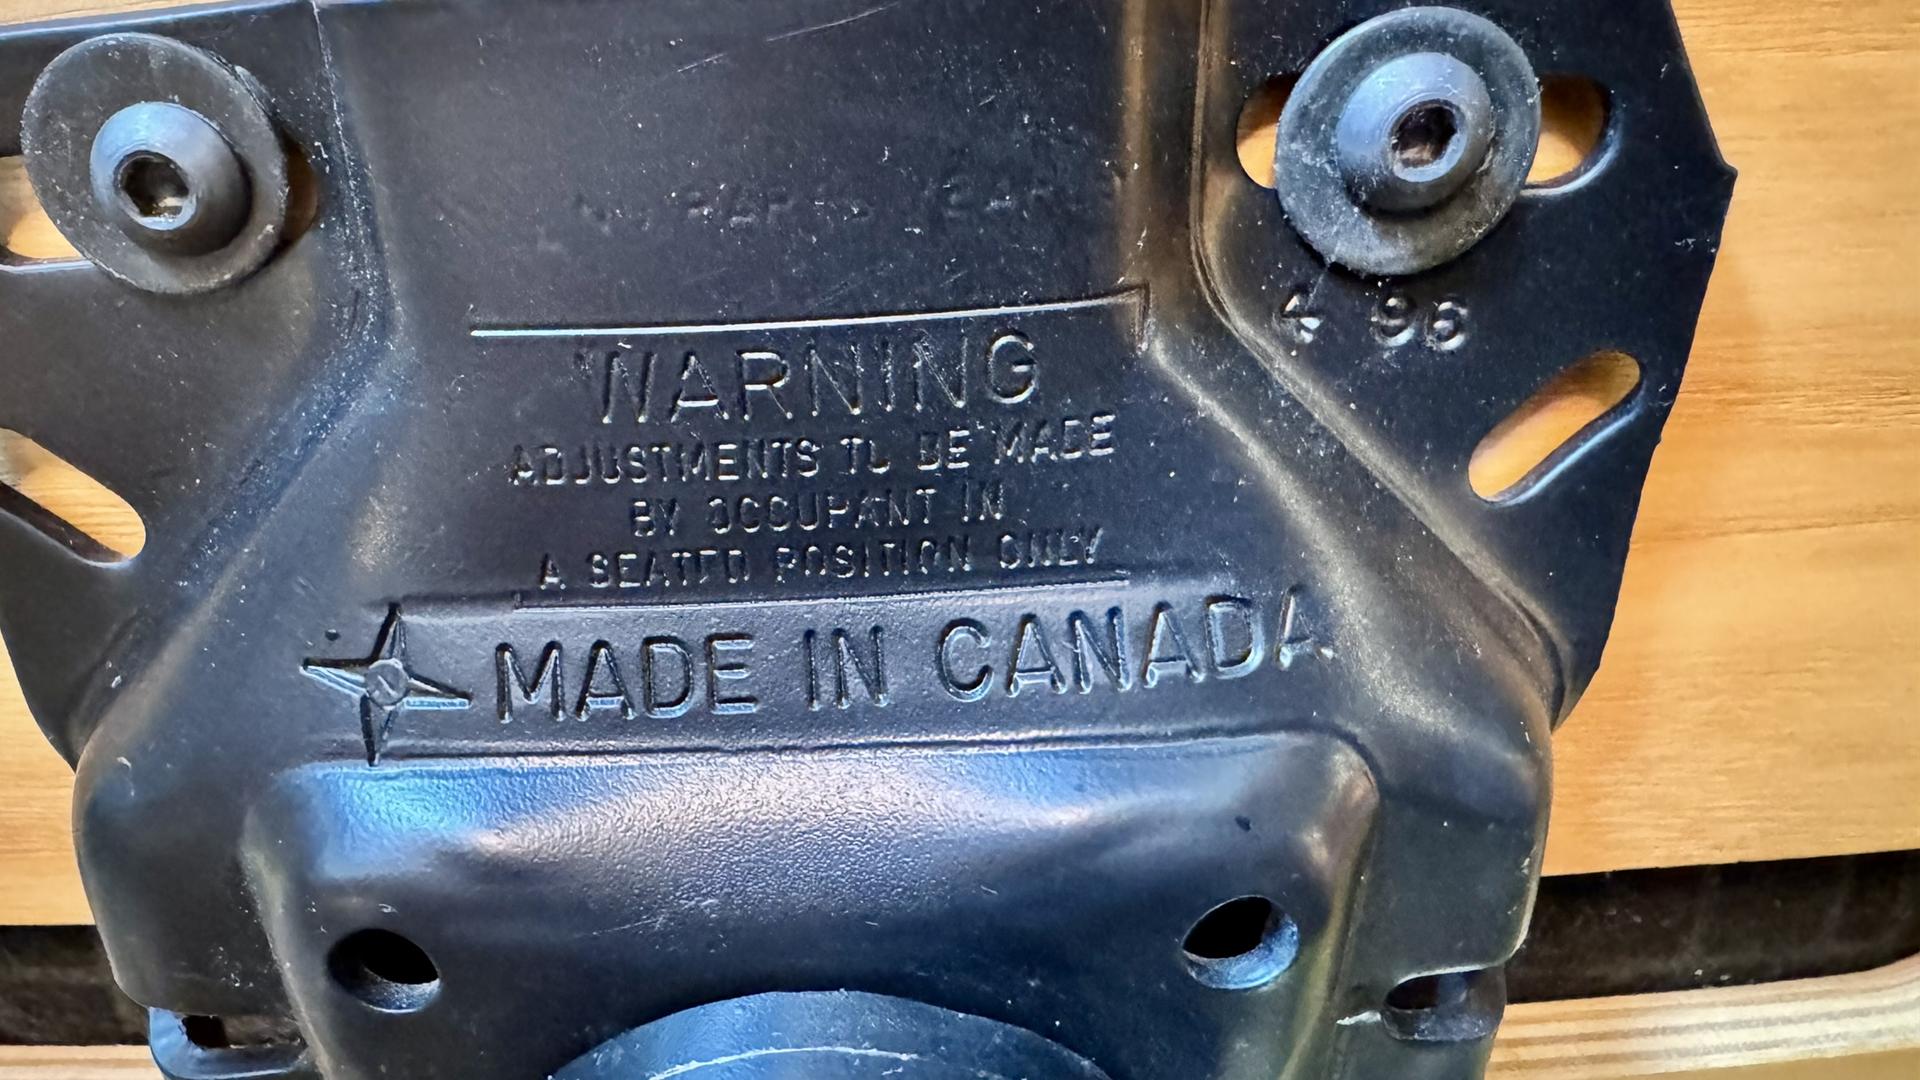 4 96
WARNING
ADJUSTMENTS TO BE MADE
BY OCCUPANT IN
A SEATED POSITION ONLY
MADE IN CANADA